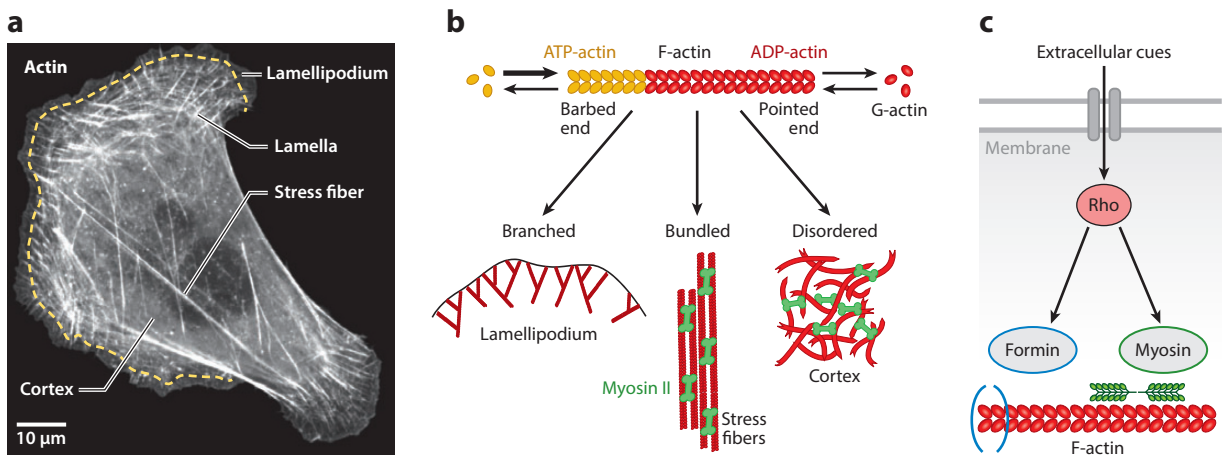 a
Actin
Lamellipodium
Lamella
Stress fiber
Cortex
10 µm
b
ATP-actin
F-actin
ADP-actin
Barbed
end
Pointed
end
G-actin
Branched
Bundled
Disordered
Lamellipodium
Myosin II
Stress
fibers
Cortex
c
Extracellular cues
Membrane
Rho
Formin
Myosin
F-actin